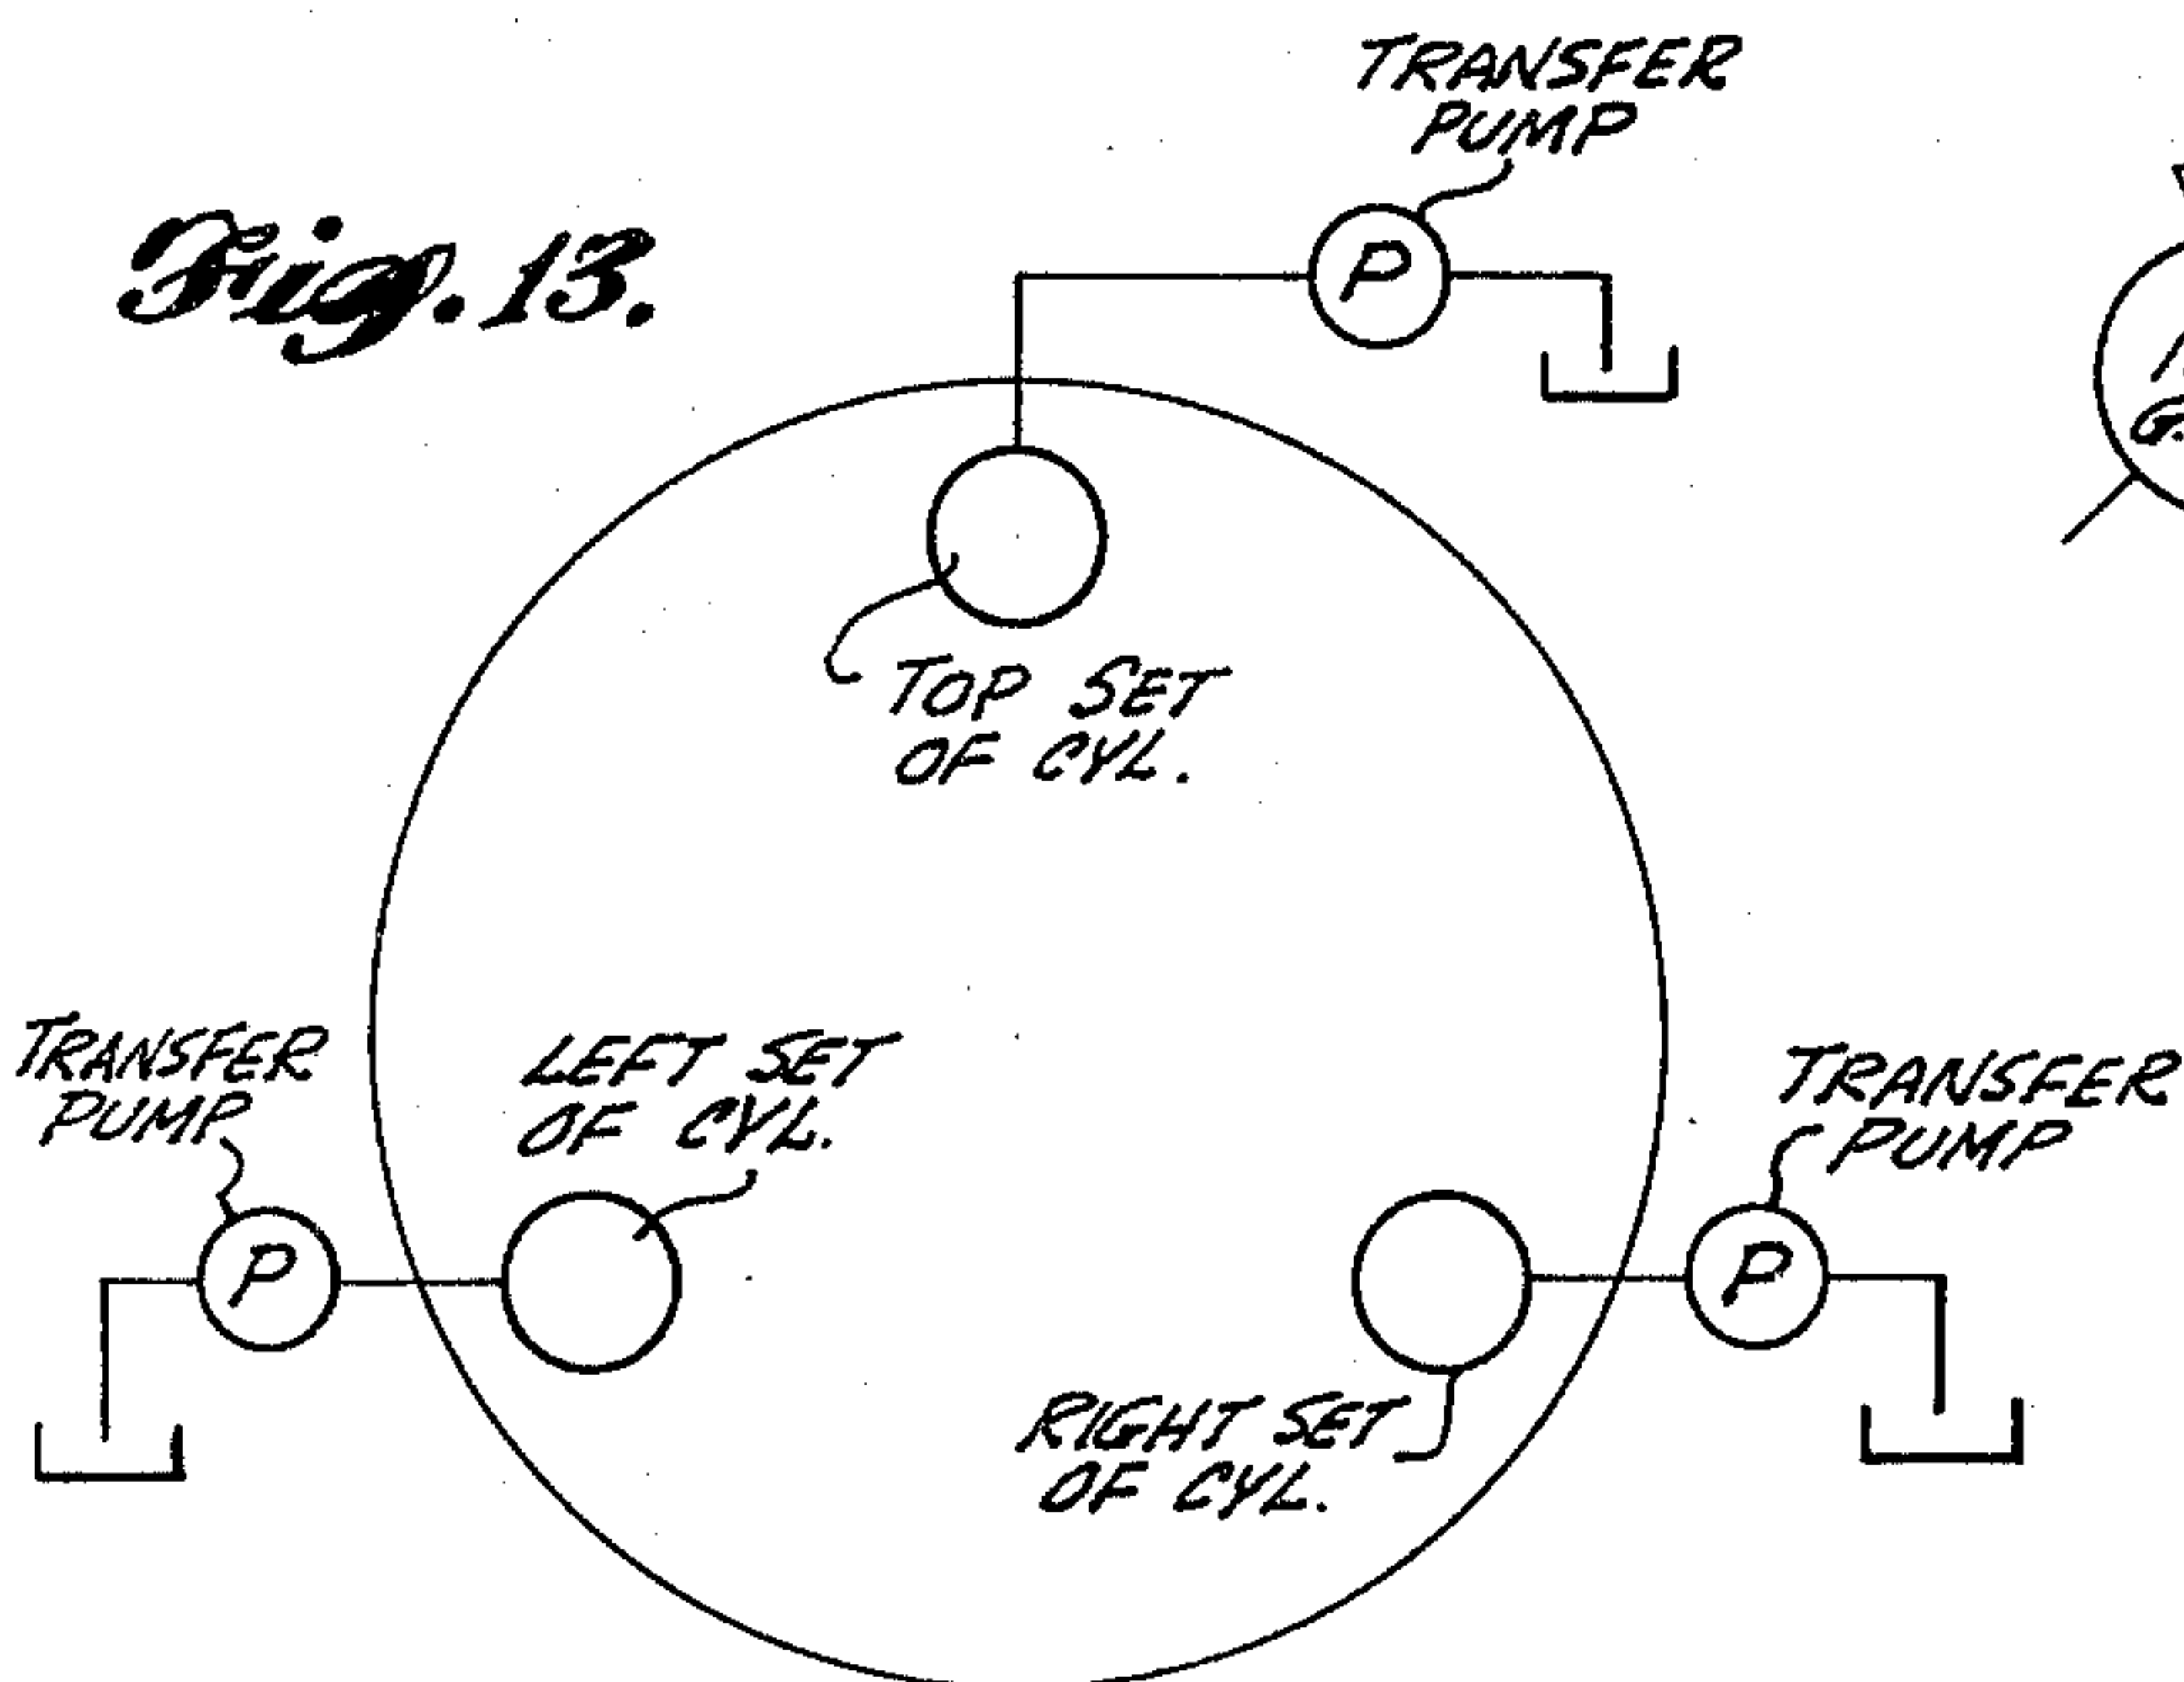 TRANSFER
PUMP
Fig. 13.
P
TOP SET
OF CYL.
TRANSFER
PUMP
LEFT SET
OF CYL.
TRANSFER
PUMP
P
P
RIGHT SET
OF CYL.
G.